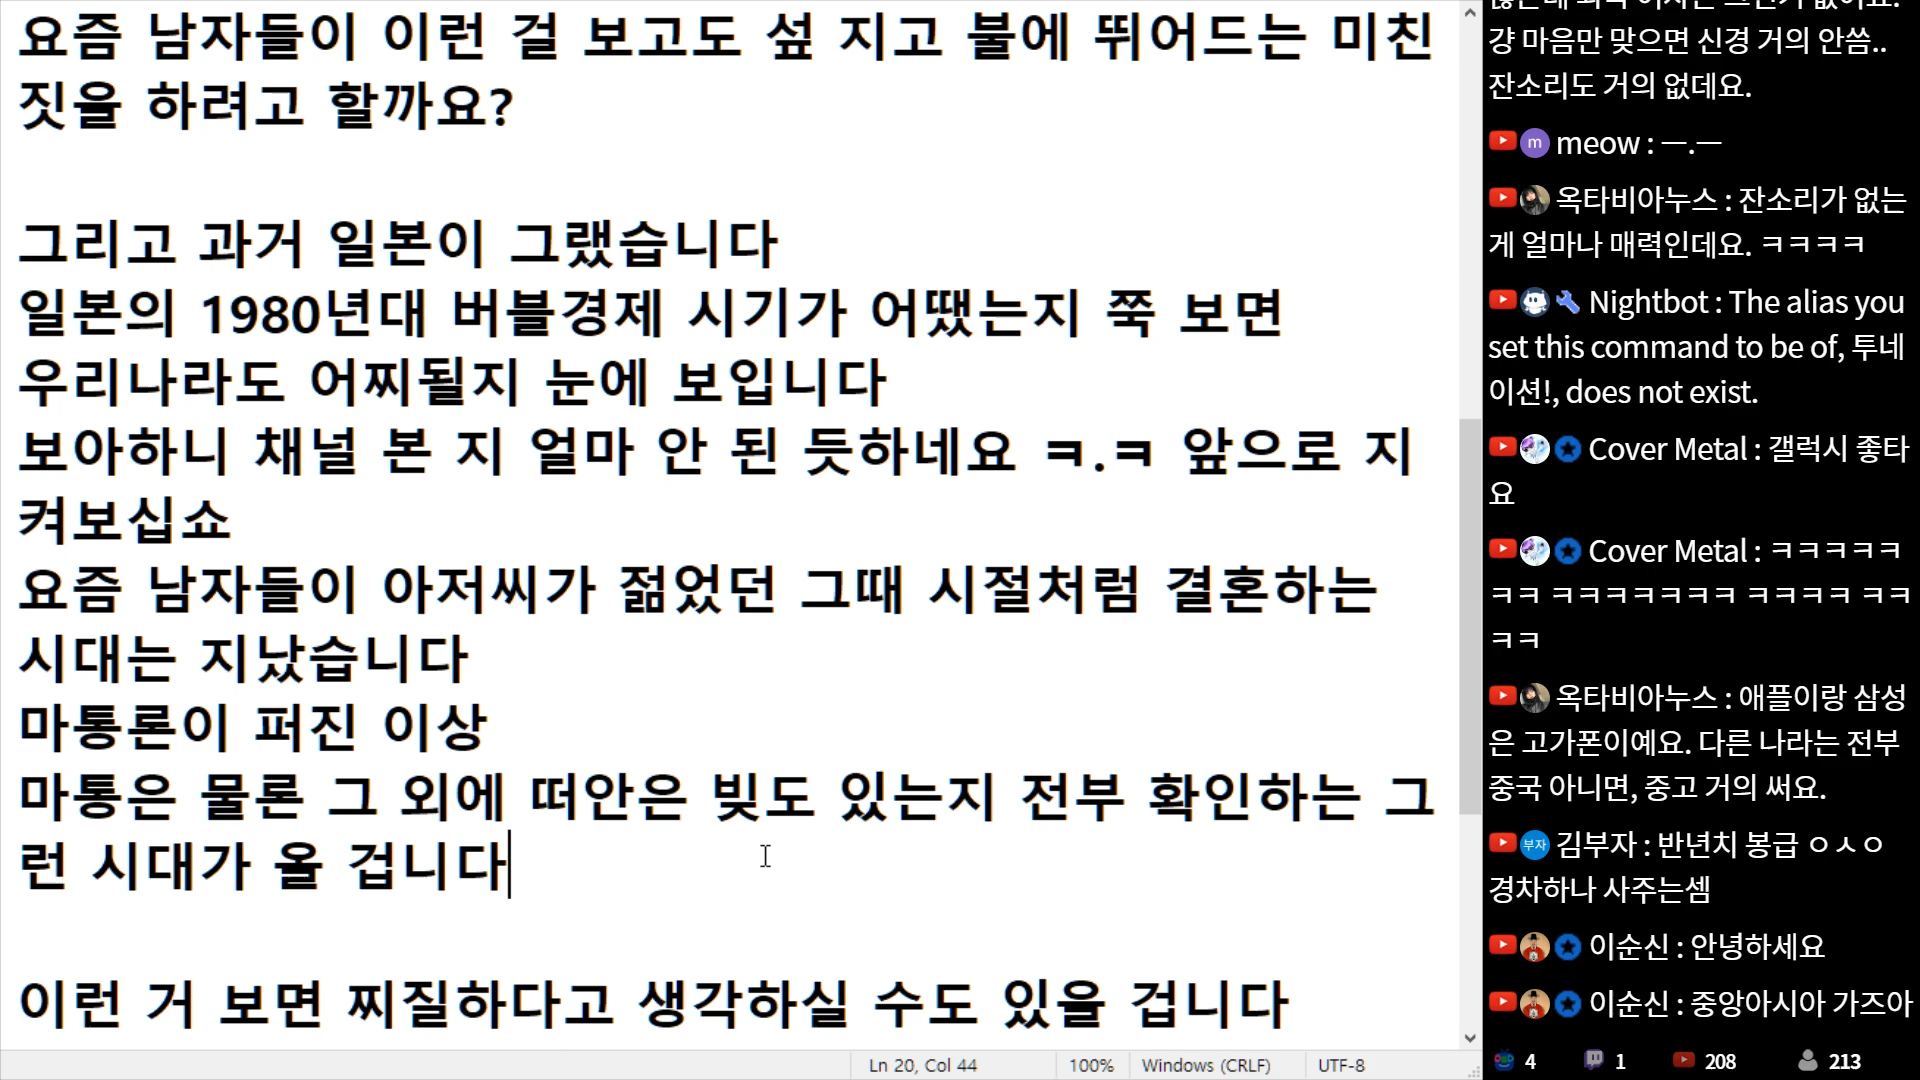 요즘 남자들이 이런 걸 보고도 섶 지고 불에 뛰어드는 미친
짓을 하려고 할까요?
그리고 과거 일본이 그랬습니다
일본의 1980년대 버블경제 시기가 어땠는지 쭉 보면
우리나라도 어찌될지 눈에 보입니다
보아하니 채널 본 지 얼마 안 된 듯하네요 ㅋ.ㅋ 앞으로 지
켜보십쇼
요즘 남자들이 아저씨가 젊었던 그때 시절처럼 결혼하는
시대는 지났습니다
마통론이 퍼진 이상
마통은 물론 그 외에 떠안은 빚도 있는지 전부 확인하는 그
런 시대가 올 겁니다
이런 거 보면 찌질하다고 생각하실 수도 있을 겁니다
Ln 20, Col 44
100%
Windows (CRLF)
UTF-8
걍 마음만 맞으면 신경 거의 안씀..
잔소리도 거의 없데요.
m meow : ㅡ.ㅡ
옥타비아누스 : 잔소리가 없는
게 얼마나 매력인데요. ㅋㅋㅋㅋ
Nightbot : The alias you
set this command to be of, 투네
이션!, does not exist.
Cover Metal : 갤럭시 좋타
요
Cover Metal : ㅋㅋㅋㅋㅋ
ㅋㅋ ㅋㅋㅋㅋㅋㅋㅋ ㅋㅋㅋㅋ ㅋㅋ
ㅋㅋ
옥타비아누스 : 애플이랑 삼성
은 고가폰이예요. 다른 나라는 전부
중국 아니면, 중고 거의 써요.
부자 김부자 : 반년치 봉급 ㅇㅅㅇ
경차하나 사주는셈
이순신 : 안녕하세요
이순신 : 중앙아시아 가즈아
4
1
208
213